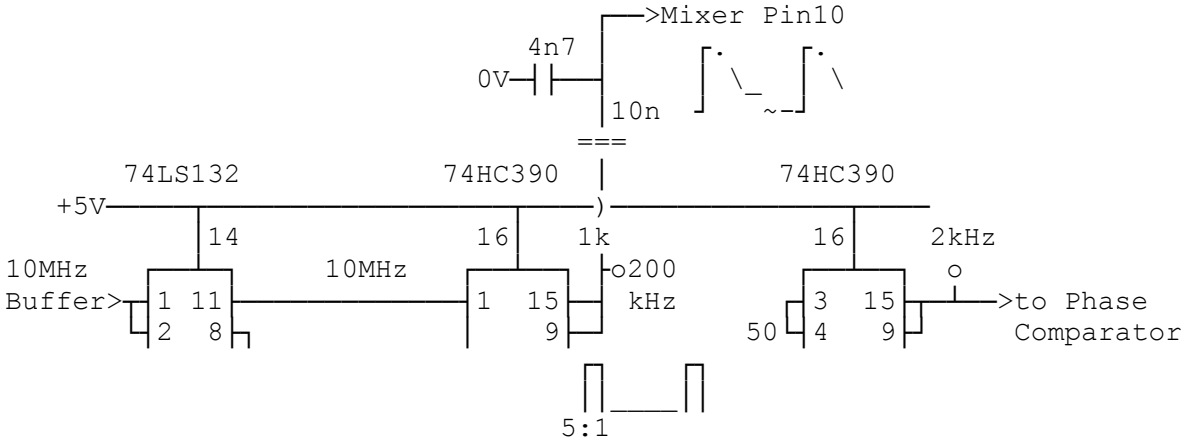 >Mixer Pin10
4n7
0V
10n
===
74LS132 74HC390 74HC390
+5V )
14 16 1k 16 2kHz
10MHz 10MHz o200 o
Buffer> 1 11 1 15 kHz 3 15 >to Phase
2 8 9 50 4 9 Comparator
5:1